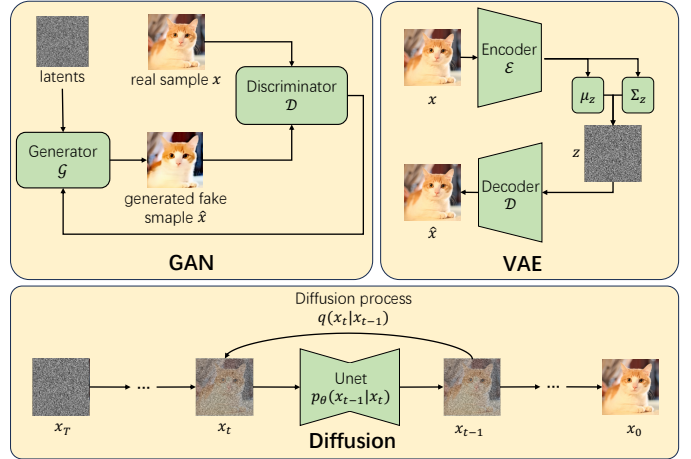 latents
real sample x
Discriminator
𝒟
Generator
𝒢
generated fake
smaple x̂
GAN
x
Encoder
ℰ
μ_z
Σ_z
z
Decoder
𝒟
x̂
VAE
Diffusion process
q(x_t|x_{t-1})
Unet
p_θ(x_{t-1}|x_t)
...
...
x_T
x_t
x_{t-1}
x_0
Diffusion